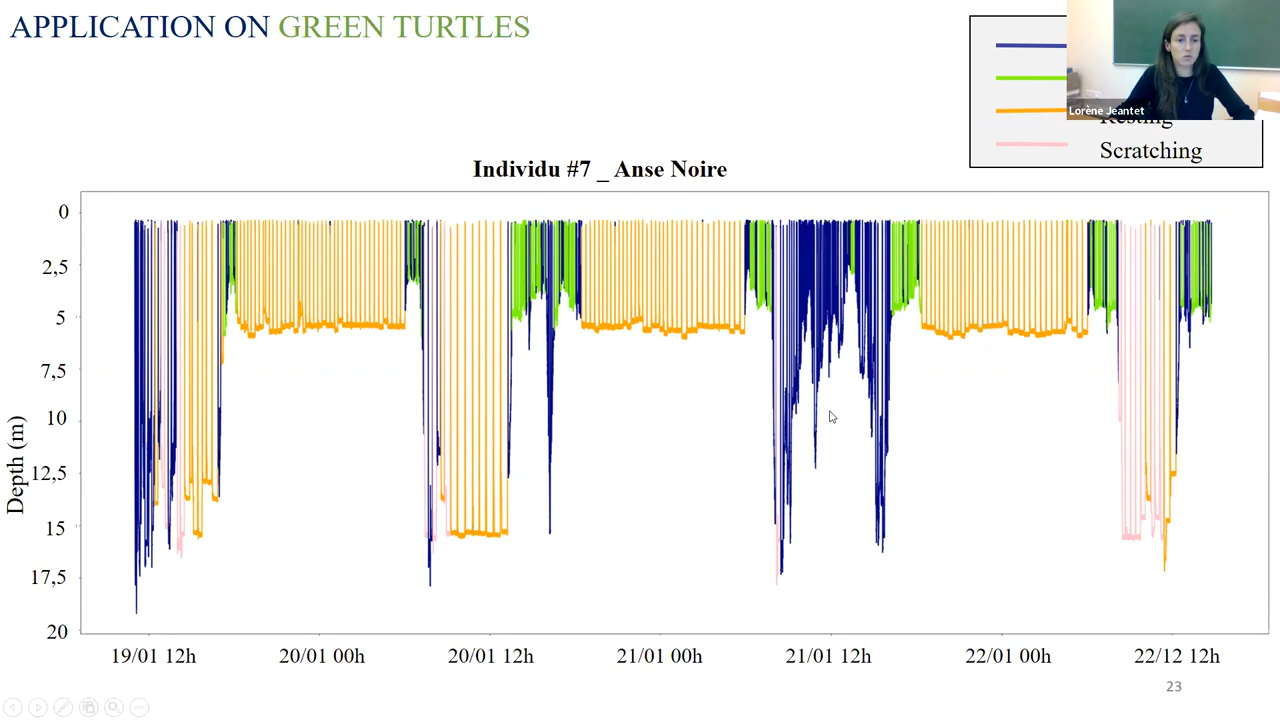 APPLICATION ON GREEN TURTLES
Lorène Jeantet
Resting
Scratching
Individu #7 _ Anse Noire
Depth (m)
0
2,5
5
7,5
10
12,5
15
17,5
20
19/01 12h
20/01 00h
20/01 12h
21/01 00h
21/01 12h
22/01 00h
22/12 12h
23